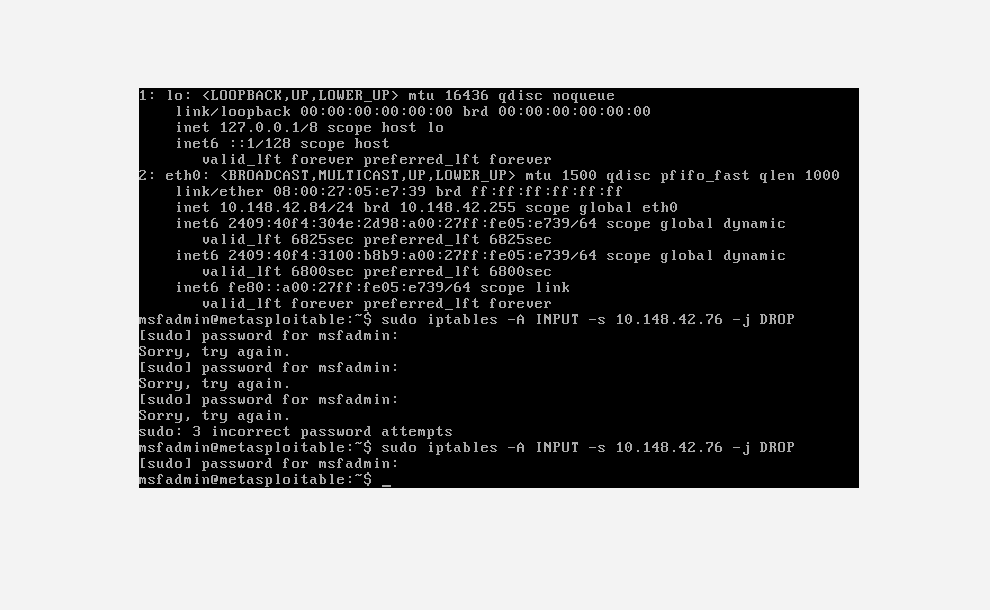 1: lo: <LOOPBACK,UP,LOWER_UP> mtu 16436 qdisc noqueue
link/loopback 00:00:00:00:00:00 brd 00:00:00:00:00:00
inet 127.0.0.1/8 scope host lo
inet6 ::1/128 scope host
valid_lft forever preferred_lft forever
2: eth0: <BROADCAST,MULTICAST,UP,LOWER_UP> mtu 1500 qdisc pfifo_fast qlen 1000
link/ether 08:00:27:05:e7:39 brd ff:ff:ff:ff:ff:ff
inet 10.148.42.84/24 brd 10.148.42.255 scope global eth0
inet6 2409:40f4:304e:2d98:a00:27ff:fe05:e739/64 scope global dynamic
valid_lft 6825sec preferred_lft 6825sec
inet6 2409:40f4:3100:b8b9:a00:27ff:fe05:e739/64 scope global dynamic
valid_lft 6800sec preferred_lft 6800sec
inet6 fe80::a00:27ff:fe05:e739/64 scope link
valid_lft forever preferred_lft forever
msfadmin@metasploitable:~$ sudo iptables -A INPUT -s 10.148.42.76 -j DROP
[sudo] password for msfadmin:
Sorry, try again.
[sudo] password for msfadmin:
Sorry, try again.
[sudo] password for msfadmin:
Sorry, try again.
sudo: 3 incorrect password attempts
msfadmin@metasploitable:~$ sudo iptables -A INPUT -s 10.148.42.76 -j DROP
[sudo] password for msfadmin:
msfadmin@metasploitable:~$ _